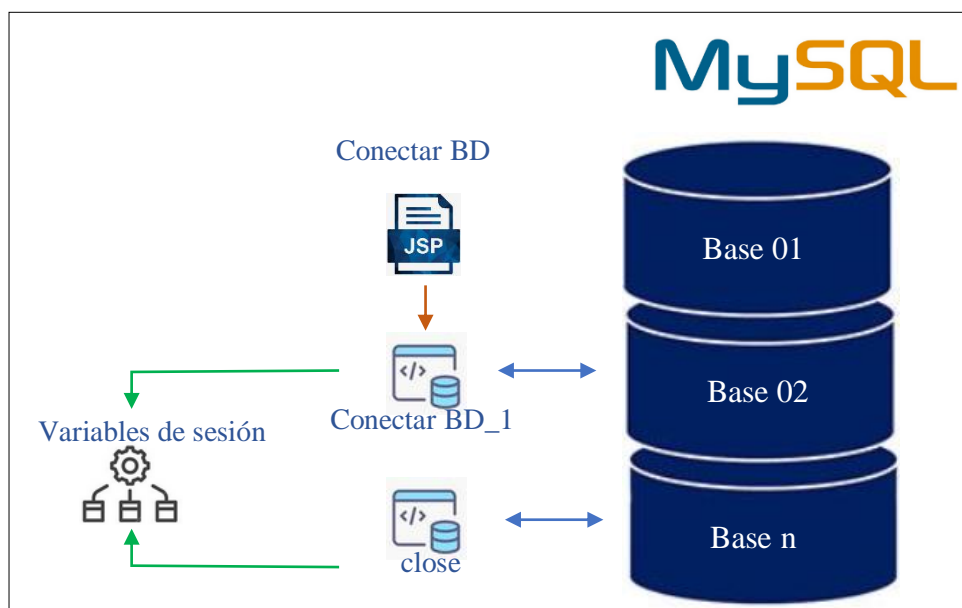 MySQL
Conectar BD
JSP
Base 01
</>
Conectar BD_1
Base 02
Variables de sesión
</>
close
Base n